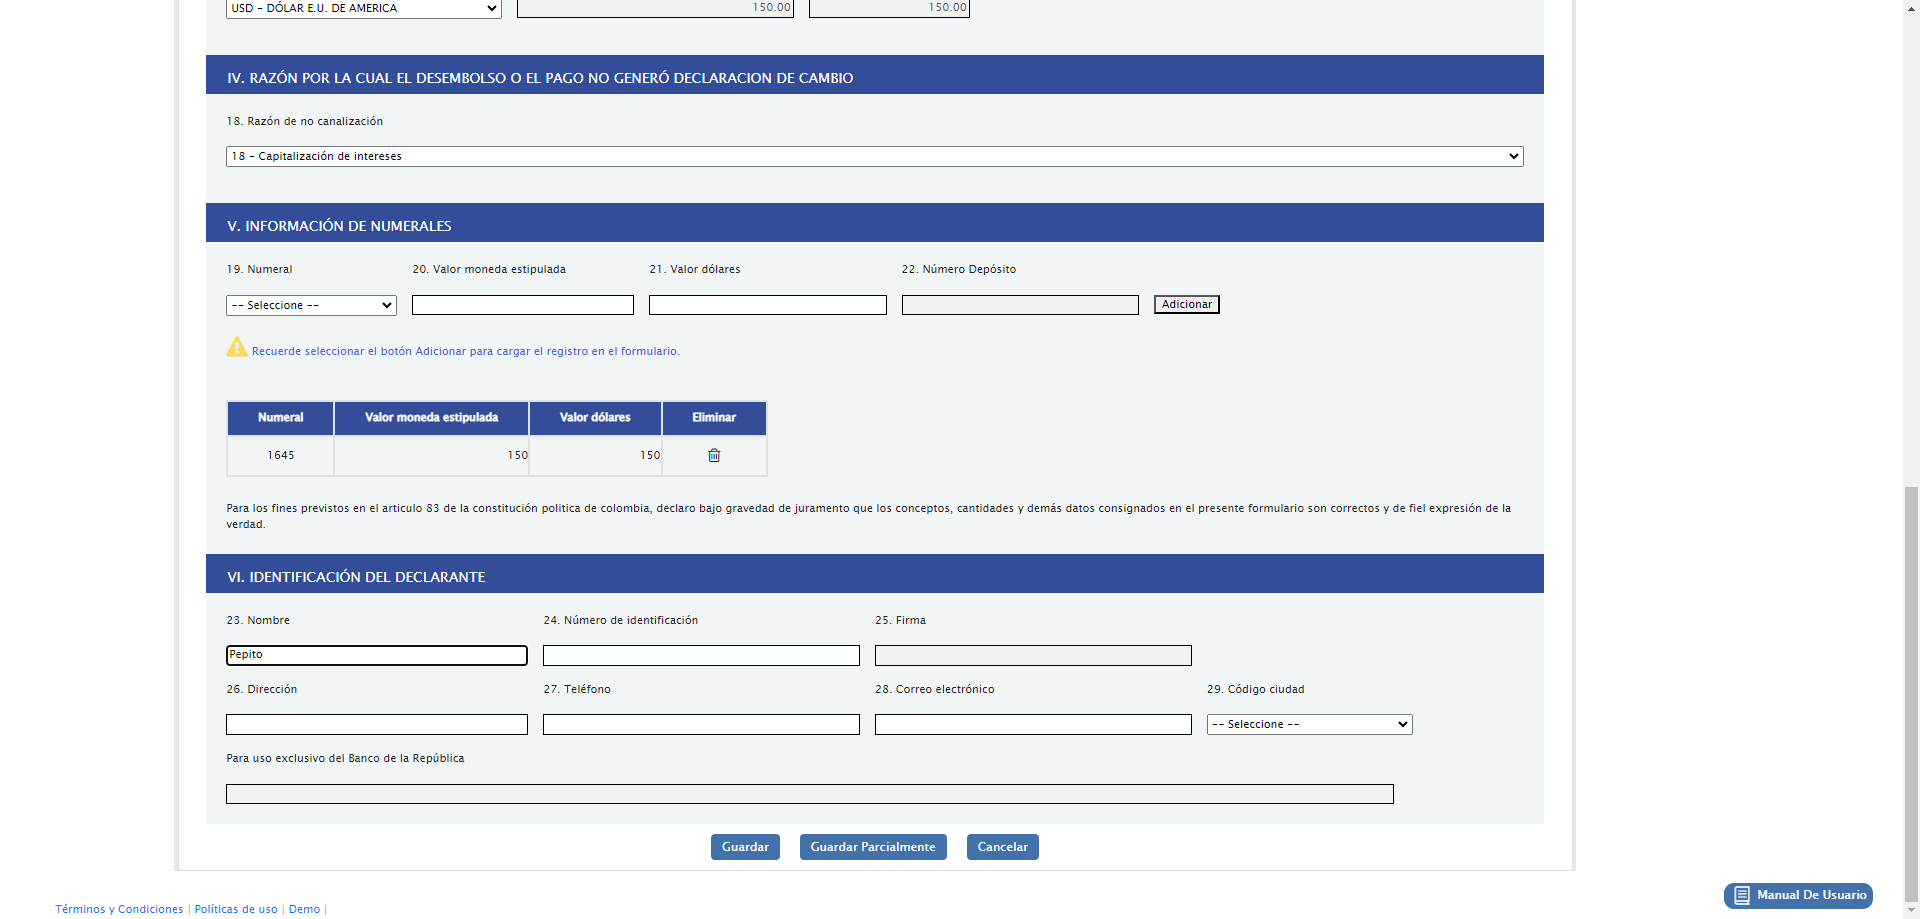 USD - DÓLAR E.U. DE AMERICA 150.00 150.00
IV. RAZÓN POR LA CUAL EL DESEMBOLSO O EL PAGO NO GENERÓ DECLARACION DE CAMBIO
18. Razón de no canalización
18 - Capitalización de intereses
V. INFORMACIÓN DE NUMERALES
19. Numeral 20. Valor moneda estipulada 21. Valor dólares 22. Número Depósito
-- Seleccione -- Adicionar
Recuerde seleccionar el botón Adicionar para cargar el registro en el formulario.
Numeral Valor moneda estipulada Valor dólares Eliminar
1645 150 150
Para los fines previstos en el articulo 83 de la constitución politica de colombia, declaro bajo gravedad de juramento que los conceptos, cantidades y demás datos consignados en el presente formulario son correctos y de fiel expresión de la
verdad.
VI. IDENTIFICACIÓN DEL DECLARANTE
23. Nombre 24. Número de identificación 25. Firma
Pepito
26. Dirección 27. Teléfono 28. Correo electrónico 29. Código ciudad
-- Seleccione --
Para uso exclusivo del Banco de la República
Guardar Guardar Parcialmente Cancelar
Manual De Usuario
Términos y Condiciones | Políticas de uso | Demo |